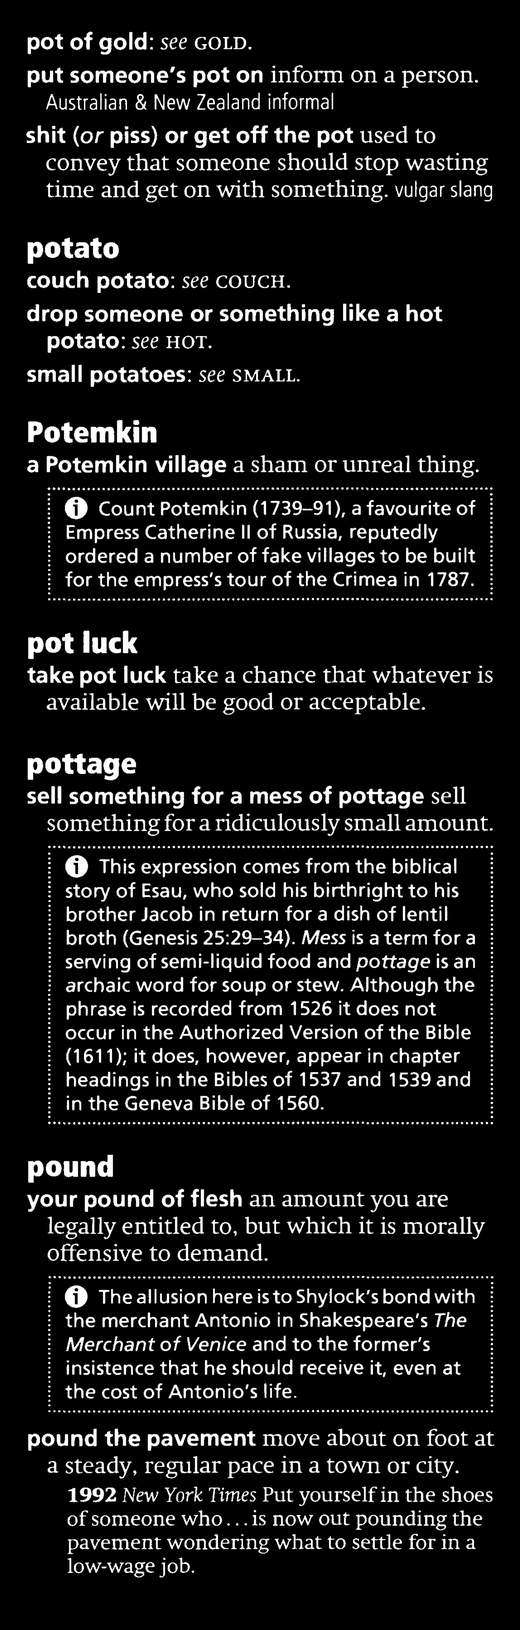 pot of gold: see GOLD.
put someone's pot on inform on a person.
Australian & New Zealand informal
shit (or piss) or get off the pot used to
convey that someone should stop wasting
time and get on with something. vulgar slang
potato
couch potato: see COUCH.
drop someone or something like a hot
potato: see HOT.
small potatoes: see SMALL.
Potemkin
a Potemkin village a sham or unreal thing.
i Count Potemkin (1739–91), a favourite of
Empress Catherine II of Russia, reputedly
ordered a number of fake villages to be built
for the empress's tour of the Crimea in 1787.
pot luck
take pot luck take a chance that whatever is
available will be good or acceptable.
pottage
sell something for a mess of pottage sell
something for a ridiculously small amount.
i This expression comes from the biblical
story of Esau, who sold his birthright to his
brother Jacob in return for a dish of lentil
broth (Genesis 25:29–34). Mess is a term for a
serving of semi-liquid food and pottage is an
archaic word for soup or stew. Although the
phrase is recorded from 1526 it does not
occur in the Authorized Version of the Bible
(1611); it does, however, appear in chapter
headings in the Bibles of 1537 and 1539 and
in the Geneva Bible of 1560.
pound
your pound of flesh an amount you are
legally entitled to, but which it is morally
offensive to demand.
i The allusion here is to Shylock's bond with
the merchant Antonio in Shakespeare's The
Merchant of Venice and to the former's
insistence that he should receive it, even at
the cost of Antonio's life.
pound the pavement move about on foot at
a steady, regular pace in a town or city.
1992 New York Times Put yourself in the shoes
of someone who...is now out pounding the
pavement wondering what to settle for in a
low-wage job.